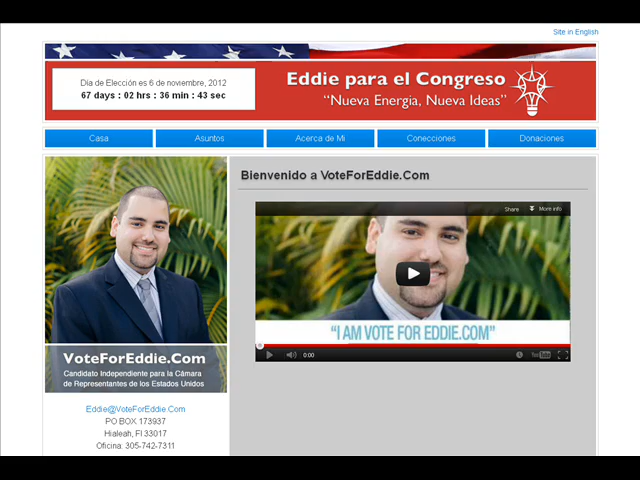 Site in English
Día de Elección es 6 de noviembre, 2012
67 days : 02 hrs : 36 min : 43 sec
Eddie para el Congreso
“Nueva Energia, Nueva Ideas”
Casa
Asuntos
Acerca de Mi
Conecciones
Donaciones
Bienvenido a VoteForEddie.Com
Share
More info
“I AM VOTE FOR EDDIE.COM”
0:00
You Tube
VoteForEddie.Com
Candidato Independiente para la Cámara
de Representantes de los Estados Unidos
Eddie@VoteForEddie.Com
PO BOX 173937
Hialeah, Fl 33017
Oficina: 305-742-7311